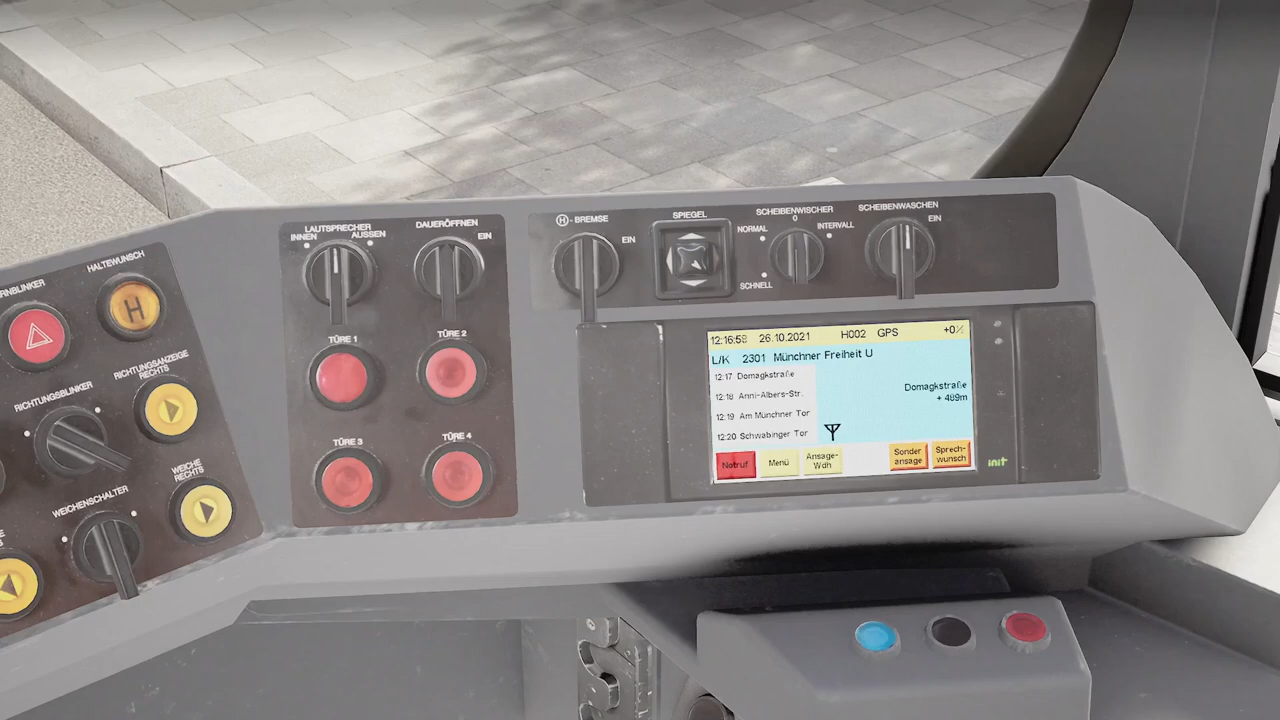 HALTEWUNSCH
H
RICHTUNGSBLINKER
RICHTUNGSANZEIGE
RECHTS
WEICHENSCHALTER
WEICHE
RECHTS
LAUTSPRECHER
INNEN
AUSSEN
DAUERÖFFNEN
EIN
TÜRE 1
TÜRE 2
TÜRE 3
TÜRE 4
H - BREMSE
EIN
SPIEGEL
SCHEIBENWISCHER
0
NORMAL
INTERVALL
SCHNELL
SCHEIBENWASCHEN
EIN
12:16:58 26.10.2021 H002 GPS +0%
L/K 2301 Münchner Freiheit U
12:17 Domagkstraße
12:18 Anni-Albers-Str.
12:19 Am Münchner Tor
12:20 Schwabinger Tor
Domagkstraße
+ 489m
Notruf
Menü
Ansage-
Wdh
Sonder
ansage
Sprech-
wunsch
init